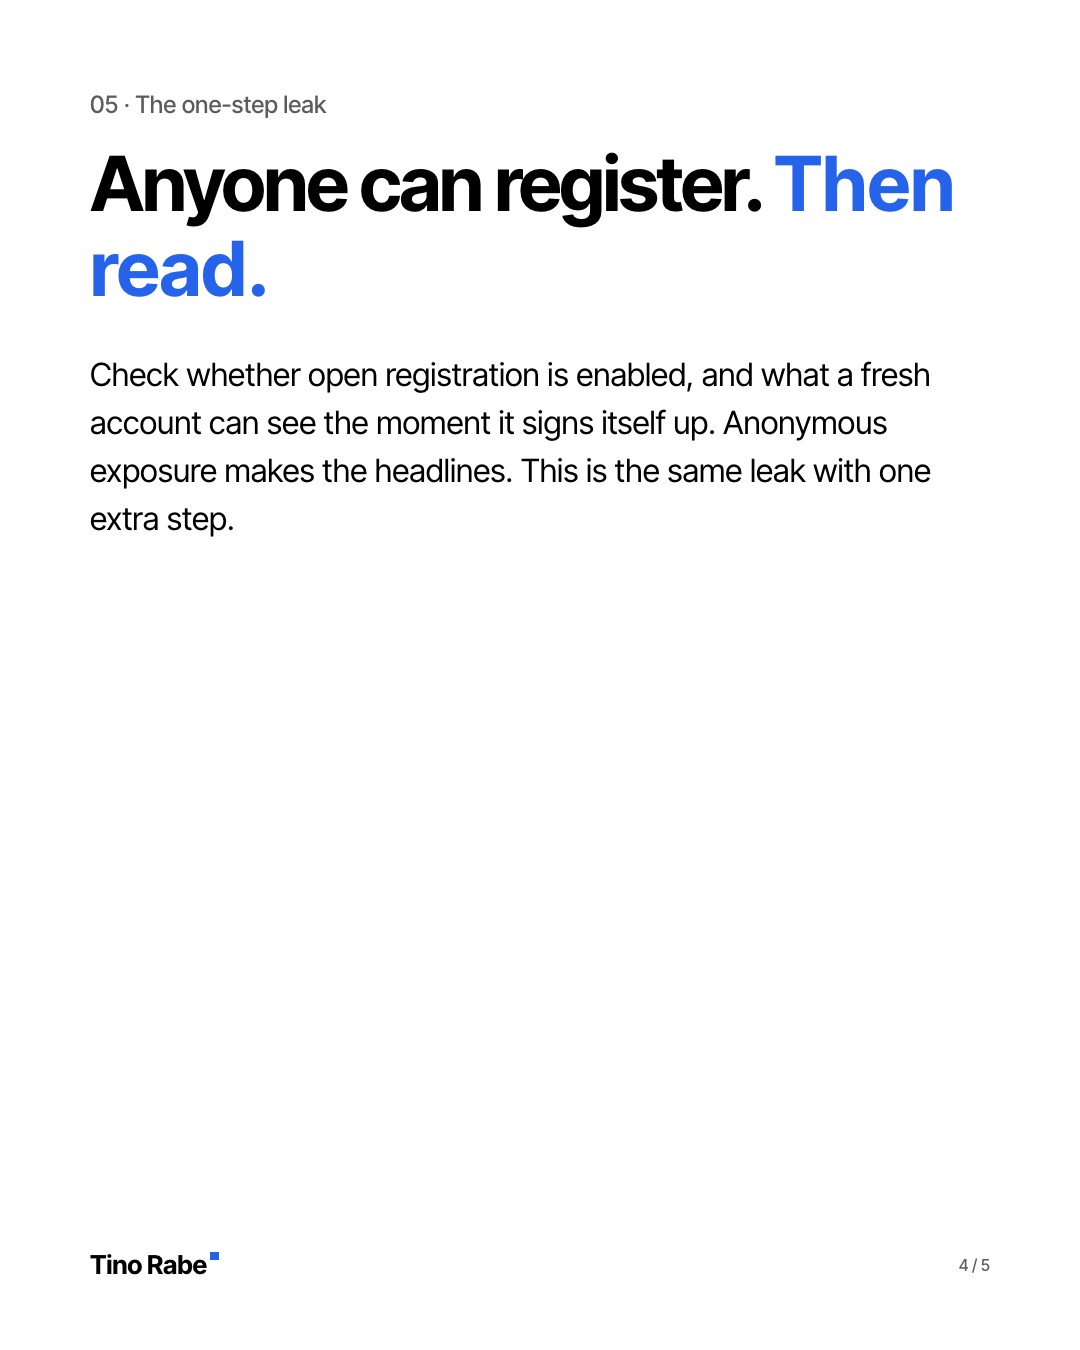 05 · The one-step leak
Anyone can register. Then
read.
Check whether open registration is enabled, and what a fresh
account can see the moment it signs itself up. Anonymous
exposure makes the headlines. This is the same leak with one
extra step.
Tino Rabe
4 / 5